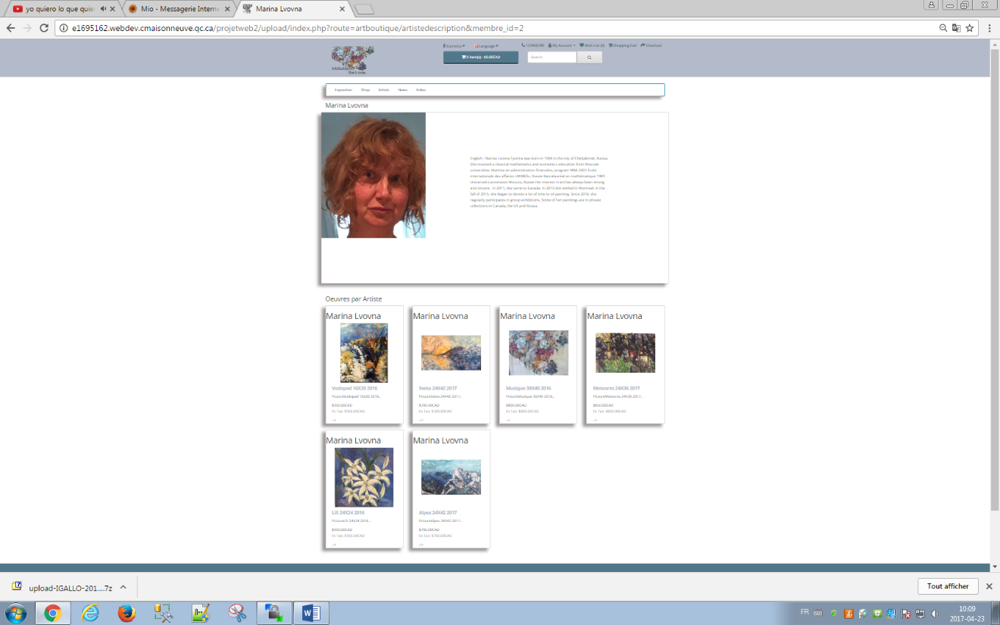 yo quiero lo que quie
Mio - Messagerie Interne
Marina Lvovna
e1695162.webdev.cmaisonneuve.qc.ca/projetweb2/upload/index.php?route=artboutique/artistedescription&membre_id=2
Currency Language 123456789 My Account Wish List (0) Shopping Cart Checkout
0 item(s) - $0.00CAD
Search
Exposition Shop Artists News Video
Marina Lvovna
English - Marina Lvovna was born in 1964 in the city of Chelyabinsk, Russia.
She received a classical mathematics and economics education from Moscow
universities. Maitrise en administration financière, program 1998-2001 École
internationale des affaires «MIRBIS», Russie Baccalauréat en mathématique 1985
Université Lomonosov Moscou, Russie Her interest in art has always been strong
and sincere. In 2011, she came to Canada. In 2013 she settled in Montreal. In the
fall of 2015, she began to devote a lot of time to oil painting. Since 2016, she
regularly participates in group exhibitions. Some of her paintings are in private
collections in Canada, the US and Russia.
Oeuvres par Artiste
Marina Lvovna Marina Lvovna Marina Lvovna Marina Lvovna
Vodopad 16X20 2016 Sems 24X42 2017 Musique 30X40 2016 Meteores 24X36 2017
PictureVodopad 16X20 2016.. PictureSems 24X42 2017.. PictureMusique 30X40 2016.. PictureMeteores 24X36 2017..
$350.00CAD $700.00CAD $800.00CAD $650.00CAD
Ex Tax: $350.00CAD Ex Tax: $700.00CAD Ex Tax: $800.00CAD Ex Tax: $650.00CAD
--> --> --> -->
Marina Lvovna Marina Lvovna
Lili 24X24 2016 Alpes 24X42 2017
PictureLili 24X24 2016.. PictureAlpes 24X42 2017..
$350.00CAD $700.00CAD
Ex Tax: $350.00CAD Ex Tax: $700.00CAD
--> -->
upload-IGALLO-201....7z
Tout afficher
FR
10:09
2017-04-23